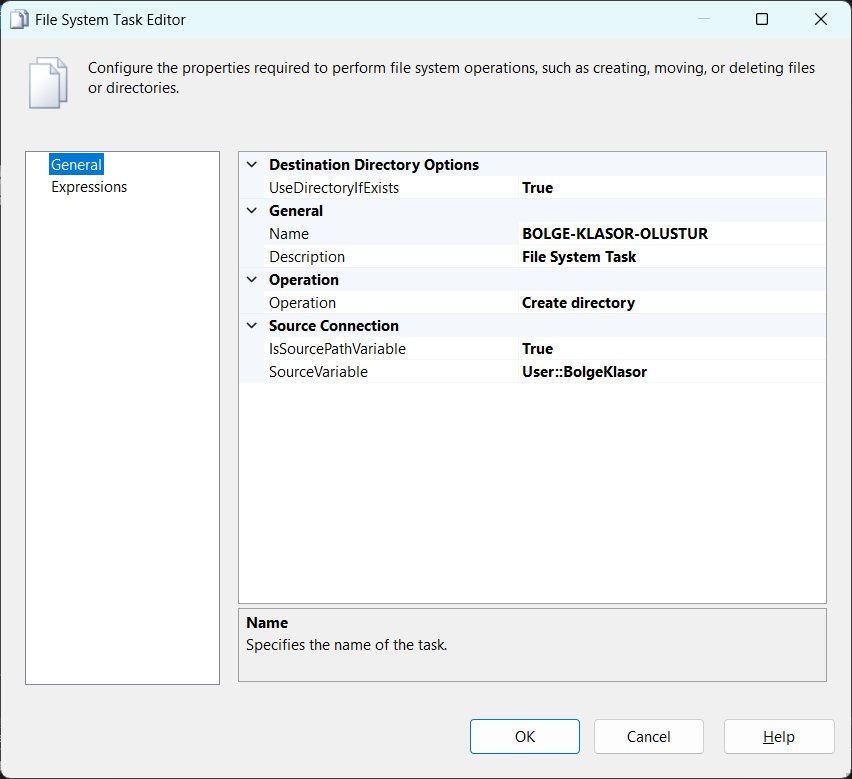 File System Task Editor
Configure the properties required to perform file system operations, such as creating, moving, or deleting files
or directories.
General
Expressions
Destination Directory Options
UseDirectoryIfExists True
General
Name BOLGE-KLASOR-OLUSTUR
Description File System Task
Operation
Operation Create directory
Source Connection
IsSourcePathVariable True
SourceVariable User::BolgeKlasor
Name
Specifies the name of the task.
OK Cancel Help